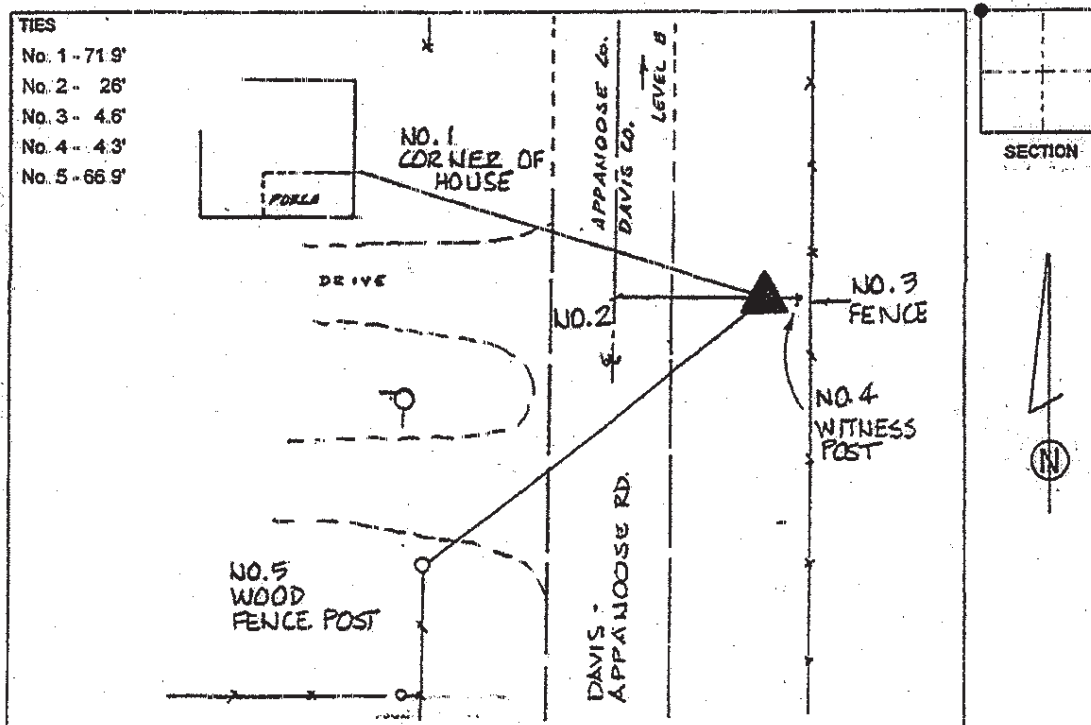 TIES
No. 1 - 71.9'
No. 2 - 26'
No. 3 - 4.6'
No. 4 - 4.3'
No. 5 - 66.9'
NO. 1
CORNER OF
HOUSE
APPANOOSE CO.
DAVIS CO.
LEVEL B
SECTION
DRIVE
NO. 2
NO. 3
FENCE
NO. 4
WITNESS
POST
N
NO. 5
WOOD
FENCE POST
DAVIS -
APPANOOSE RD.